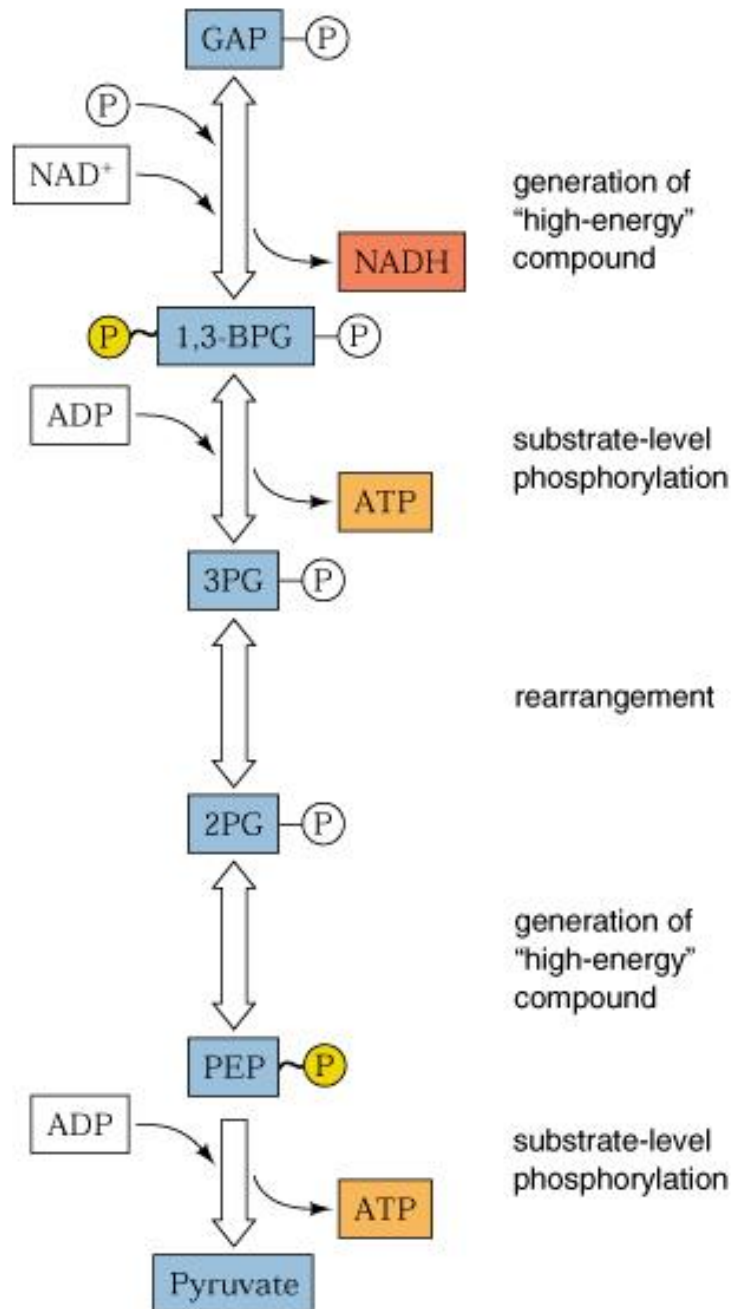 GAP P
P
NAD⁺
generation of
“high-energy”
compound
NADH
P 1,3-BPG P
ADP
substrate-level
phosphorylation
ATP
3PG P
rearrangement
2PG P
generation of
“high-energy”
compound
PEP P
ADP
substrate-level
phosphorylation
ATP
Pyruvate